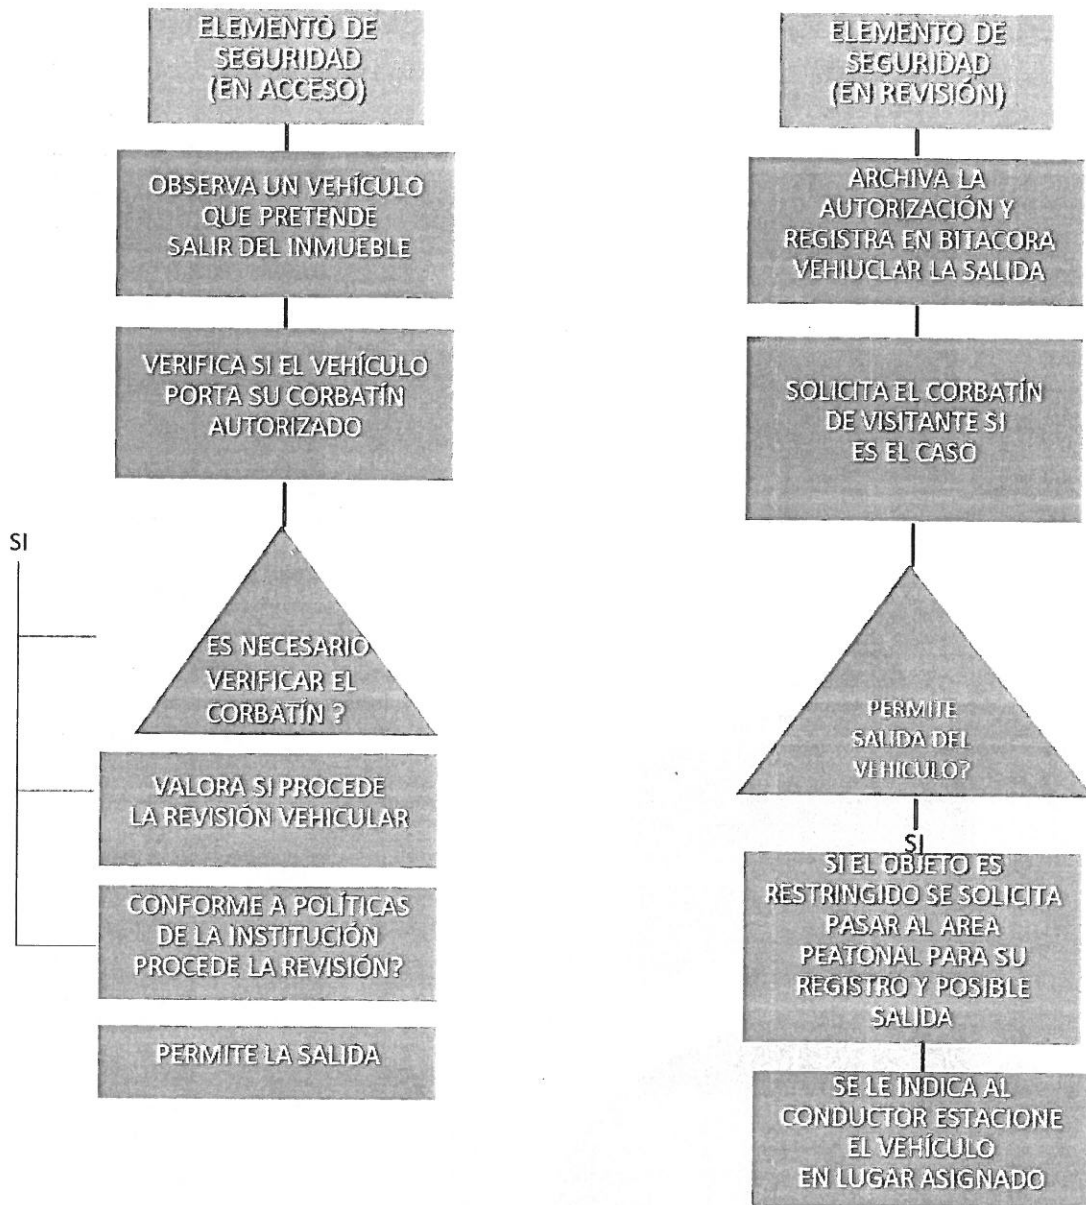 ELEMENTO DE
SEGURIDAD
(EN ACCESO)
OBSERVA UN VEHÍCULO
QUE PRETENDE
SALIR DEL INMUEBLE
VERIFICA SI EL VEHÍCULO
PORTA SU CORBATÍN
AUTORIZADO
SI
ES NECESARIO
VERIFICAR EL
CORBATÍN ?
VALORA SI PROCEDE
LA REVISIÓN VEHICULAR
CONFORME A POLÍTICAS
DE LA INSTITUCIÓN
PROCEDE LA REVISIÓN?
PERMITE LA SALIDA
ELEMENTO DE
SEGURIDAD
(EN REVISIÓN)
ARCHIVA LA
AUTORIZACIÓN Y
REGISTRA EN BITACORA
VEHIUCLAR LA SALIDA
SOLICITA EL CORBATÍN
DE VISITANTE SI
ES EL CASO
PERMITE
SALIDA DEL
VEHICULO?
SI
SI EL OBJETO ES
RESTRINGIDO SE SOLICITA
PASAR AL AREA
PEATONAL PARA SU
REGISTRO Y POSIBLE
SALIDA
SE LE INDICA AL
CONDUCTOR ESTACIONE
EL VEHÍCULO
EN LUGAR ASIGNADO